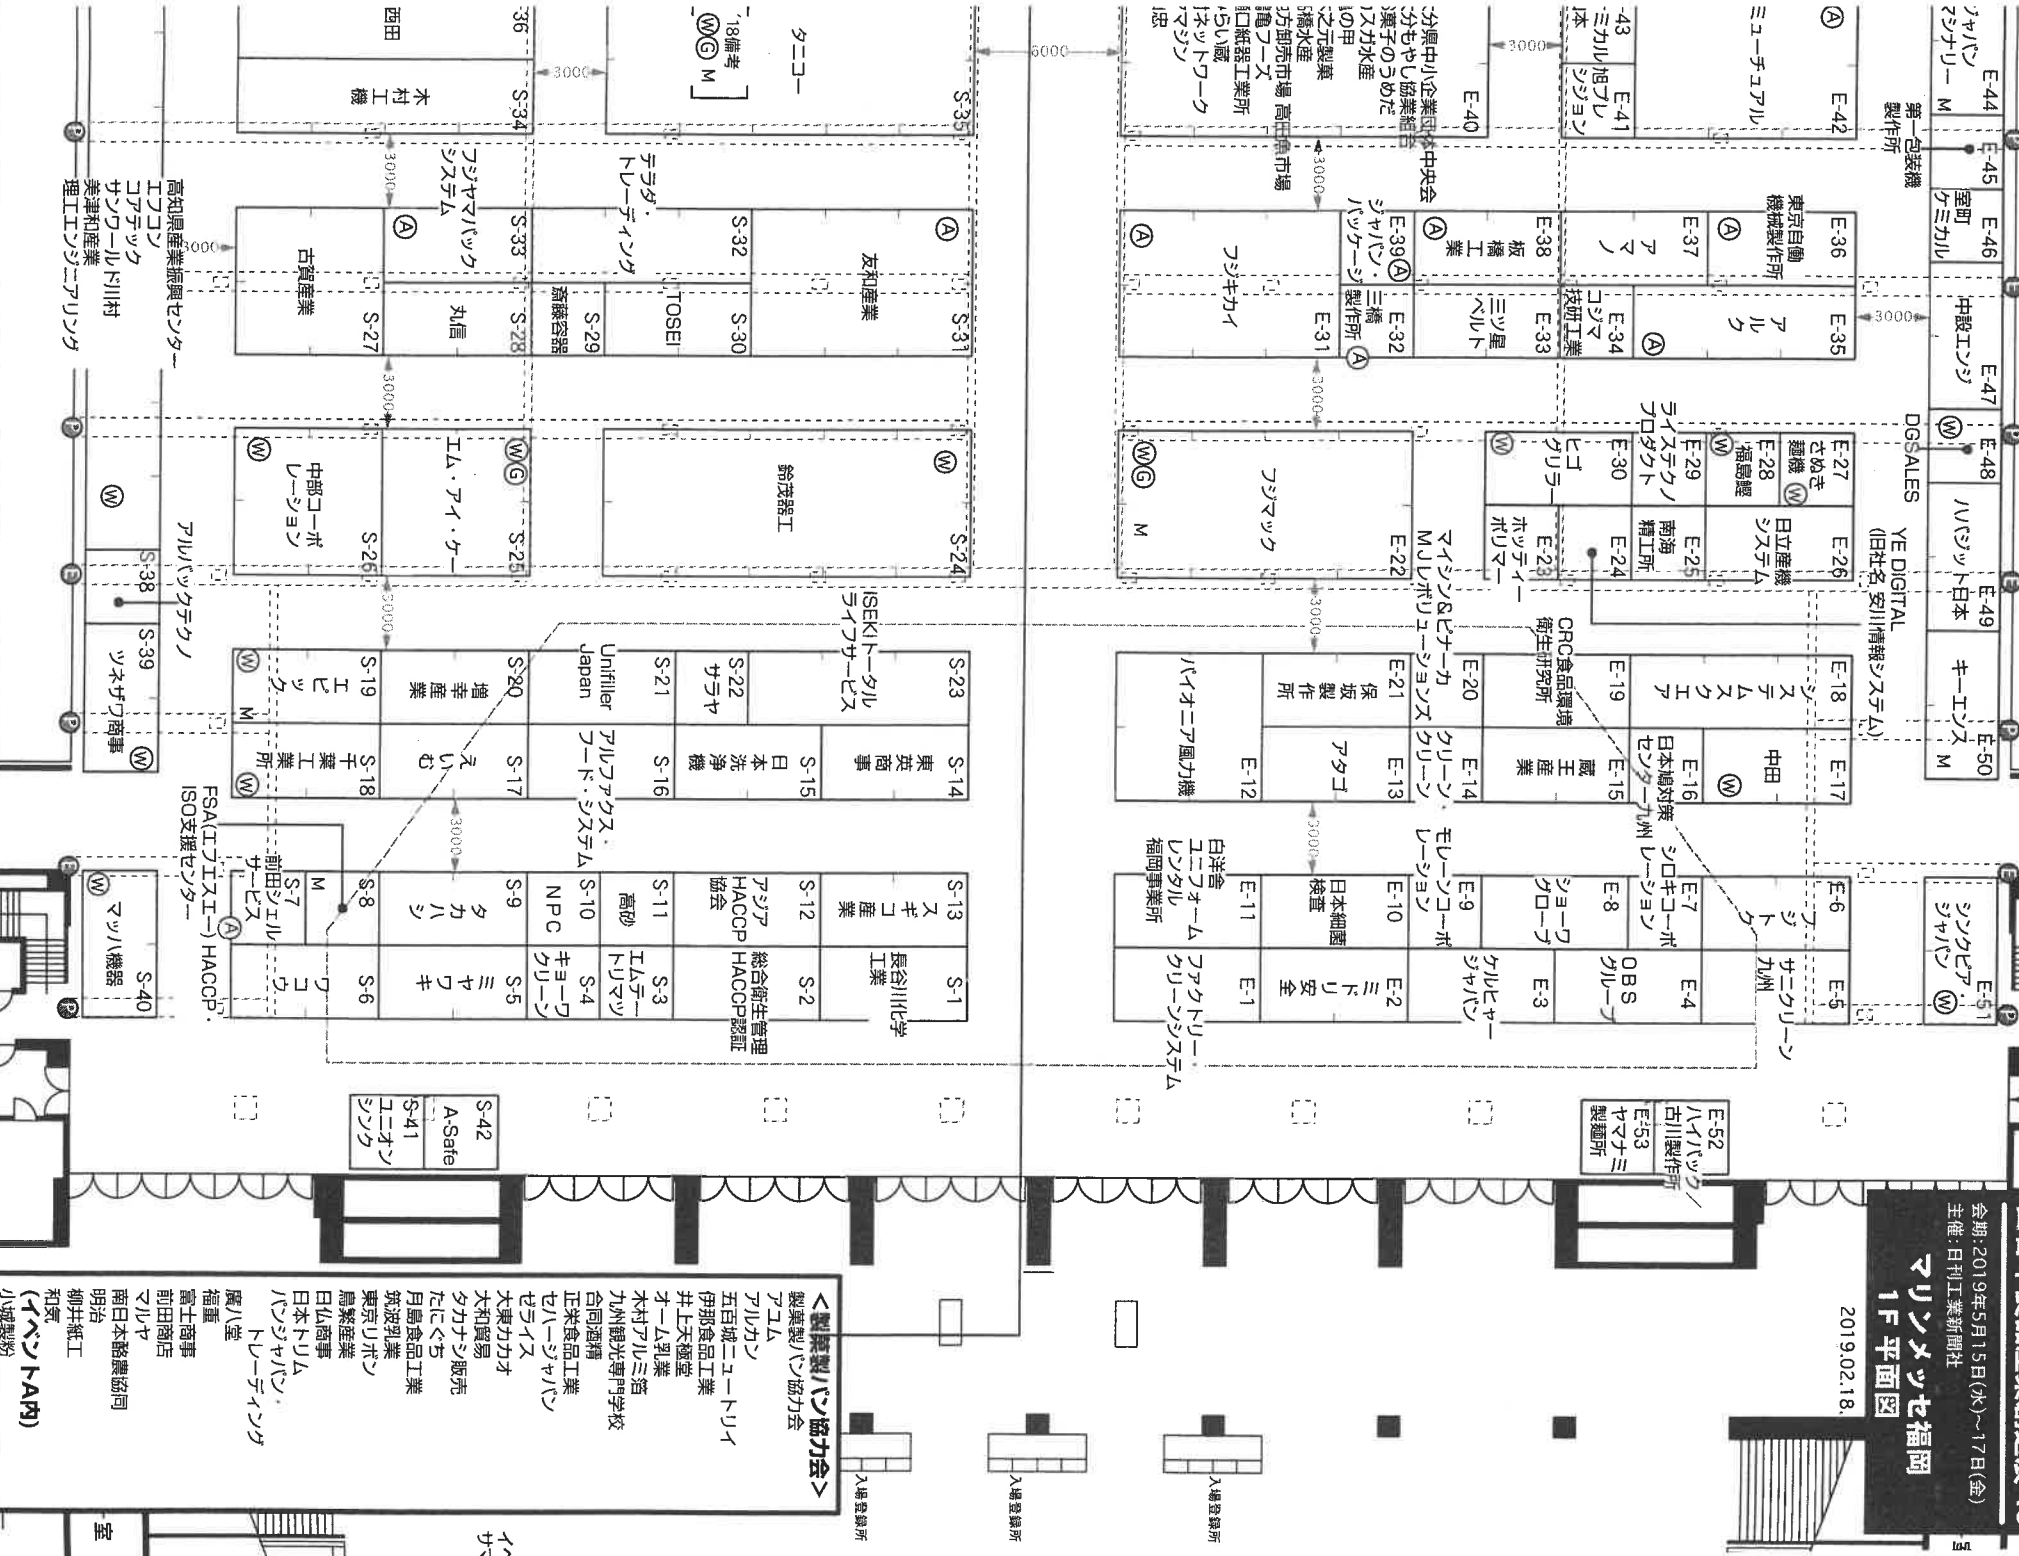 会期:2019年5月15日(水)~17日(金)
主催:日刊工業新聞社
マリンメッセ福岡
1F 平面図
2019.02.18.
E-44
ジャパン
マシナリー M
第一包装機
製作所
E-45
E-46
室町
ケミカル
E-47
中設エンジ
DGSALES
E-48
W
E-49
ハパジット日本
E-50
キーエンス M
YE DIGITAL
(旧社名 安川情報システム)
E-51
シンクピア・
ジャパン W
E-42
ミューチュアル
A
E-41
旭プレ
シジョン
E-40
3000
6000
E-36
東京自働
機械製作所
A
E-37
アマノ
E-38
板橋工業
A
E-39 A
ジャパン・
パッケージ
E-35
アルク
A
E-34
コジマ
技研工業
E-33
三ツ星
ベルト
E-32
三橋
製作所 A
E-31
フジキカイ
A
3000
E-27
さぬき
麺機 W
E-28
福島鰹
W
E-29
ライステクノ
プロダクト
E-30
ヒゴ
グリラー
W
E-26
日立産機
システム
E-25
南海
精工所
E-24
E-23
ホッティー
ポリマー
E-22
フジマック
WG M
3000
E-18
システムスクエア
E-19
CRC食品環境
衛生研究所
E-20
マイシン&ピナーカ
MJレボリューションズ
E-21
保坂製作所
E-17
中田
W
E-16
日本鳩対策
センター九州
E-15
蔵王産業
E-14
クリーン・
クリーン
E-13
アタゴ
E-12
パイオニア風力機
3000
E-6
フジテク
E-7
シロキコーポ
レーション
E-8
ショーワ
グローブ
E-9
モレーンコーポ
レーション
E-10
日本細菌
検査
E-11
白洋舎
ユニフォーム
レンタル
福岡事業所
E-5
サニクリーン
九州
E-4
OBS
グループ
E-3
ケルヒャー
ジャパン
E-2
ミドリ安全
E-1
ファクトリー・
クリーンシステム
E-52
ハイパック/
古川製作所
E-53
ヤマナミ
製麺所
S-35
タニコー
'18備考
WG M
S-34
木村工機
西田
3000
S-31
友和産業
A
S-32
テラダ・
トレーディング
S-33
フジヤマパック
システム
A
S-30
TOSEI
S-29
斎藤容器
S-28
丸信
S-27
古賀産業
3000
高知県産業振興センター
エフコン
コアテック
サンワールド川村
美津和産業
理工エンジニアリング
S-24
鈴茂器工
W
S-25
エム・アイ・ケー
WG
S-26
中部コーポ
レーション
W
アルパックテクノ
S-38
W
S-39
ツネザワ商事
W
3000
S-23
ISEKIトータル
ライフサービス
S-22
サラヤ
S-21
Unifiller
Japan
S-20
増幸産業
S-19
エピック
W M
S-14
東英商事
S-15
日本洗浄機
S-16
アルファクス・
フード・システム
S-17
えいむ
S-18
千葉工業所
W
3000
FSA(エフエスエー) HACCP・
ISO支援センター
S-13
スギコ産業
S-12
アジア
HACCP
協会
S-11
高砂
S-10
NPC
S-9
タカハシ
S-8
M
S-7
前田シェル
サービス
A
S-1
長谷川化学
工業
S-2
総合衛生管理
HACCP認証
S-3
エムテー
トリマツ
S-4
キョーワ
クリーン
S-5
ミヤワキ
S-6
ワコウ
S-40
マッハ機器
W
S-42
A-Safe
S-41
ユニオン
シンク
<製菓製パン協力会>
製菓製パン協力会
アユム
アルカン
五百城ニュートリイ
伊那食品工業
井上天極堂
オーム乳業
木村アルミ箔
九州観光専門学校
合同酒精
正栄食品工業
セハージャパン
ゼライス
大東カカオ
大和貿易
タカナシ販売
たにぐち
月島食品工業
筑波乳業
東京リボン
鳥繁産業
日仏商事
日本トリム
パンジャパン・
トレーディング
廣八堂
福重
富士商事
前田商店
マルヤ
南日本酪農協同
明治
柳井紙工
和気
(イベントA内)
入場登録所
入場登録所
入場登録所
室